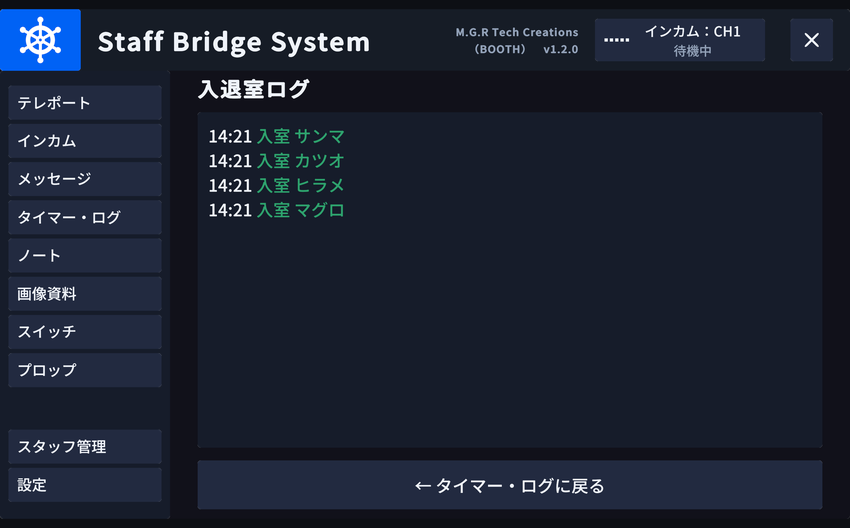 Staff Bridge System
M.G.R Tech Creations
（BOOTH） v1.2.0
インカム：CH1
待機中
テレポート
インカム
メッセージ
タイマー・ログ
ノート
画像資料
スイッチ
プロップ
スタッフ管理
設定
入退室ログ
14:21 入室 サンマ
14:21 入室 カツオ
14:21 入室 ヒラメ
14:21 入室 マグロ
← タイマー・ログに戻る